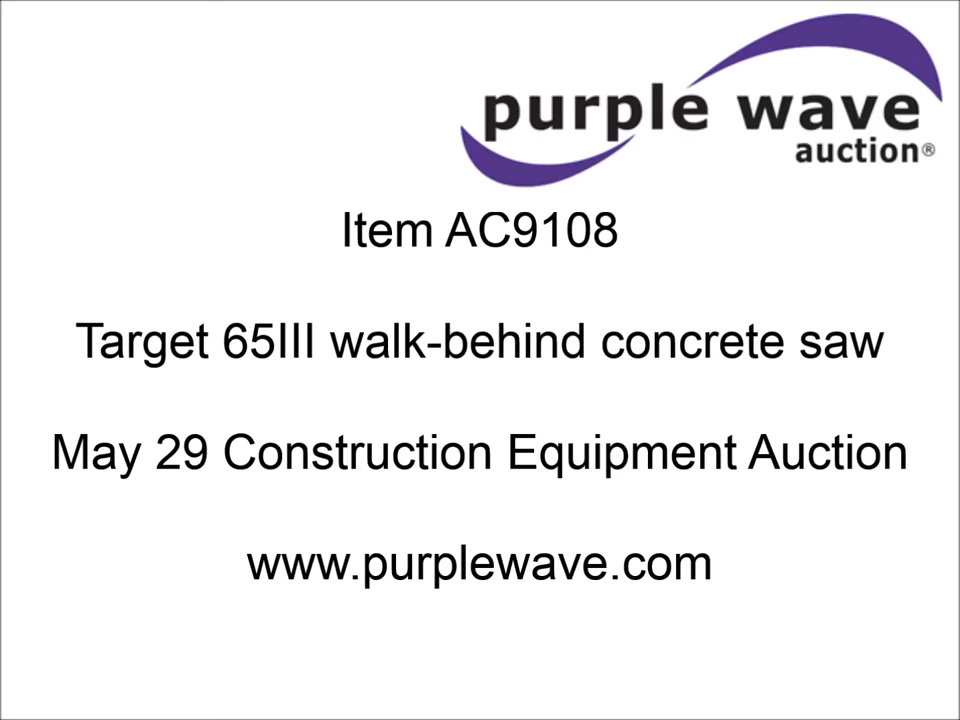 purple wave
auction®
Item AC9108
Target 65III walk-behind concrete saw
May 29 Construction Equipment Auction
www.purplewave.com